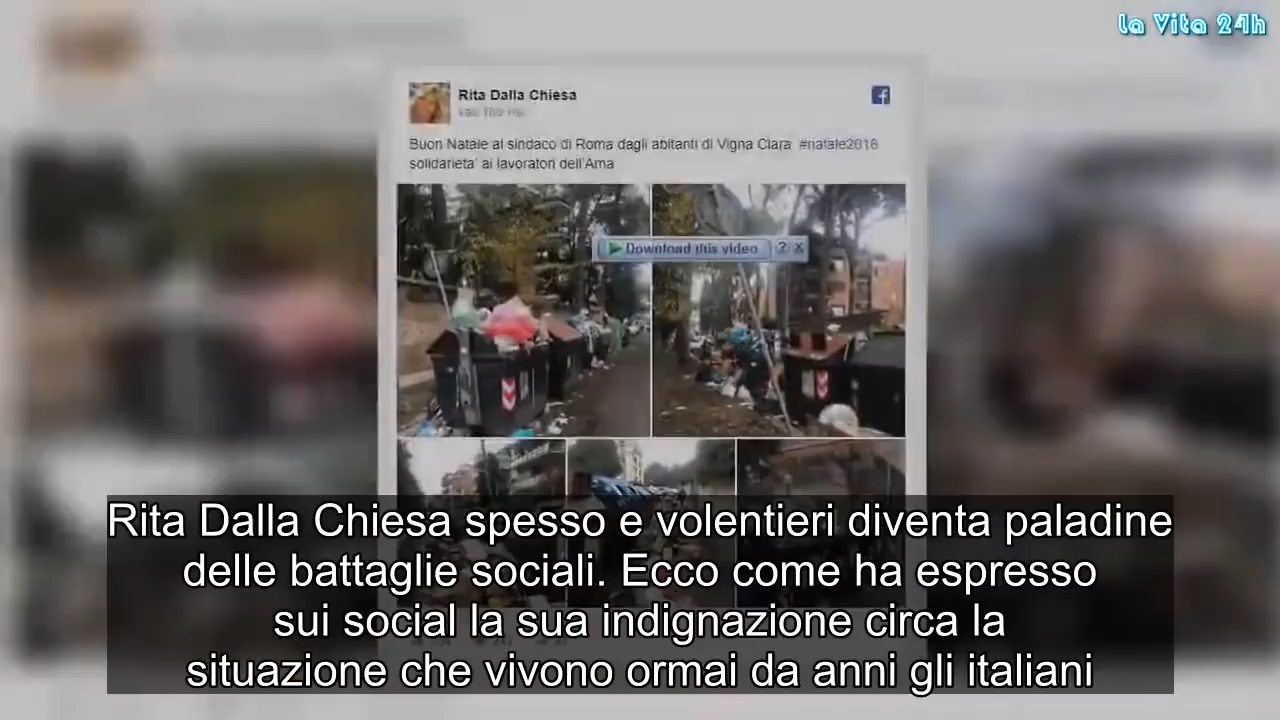 la Vita 24h
Rita Dalla Chiesa
Buon Natale al sindaco di Roma dagli abitanti di Vigna Clara #natale2018
solidarieta' ai lavoratori dell'Ama
Download this video ? X
Rita Dalla Chiesa spesso e volentieri diventa paladine
delle battaglie sociali. Ecco come ha espresso
sui social la sua indignazione circa la
situazione che vivono ormai da anni gli italiani